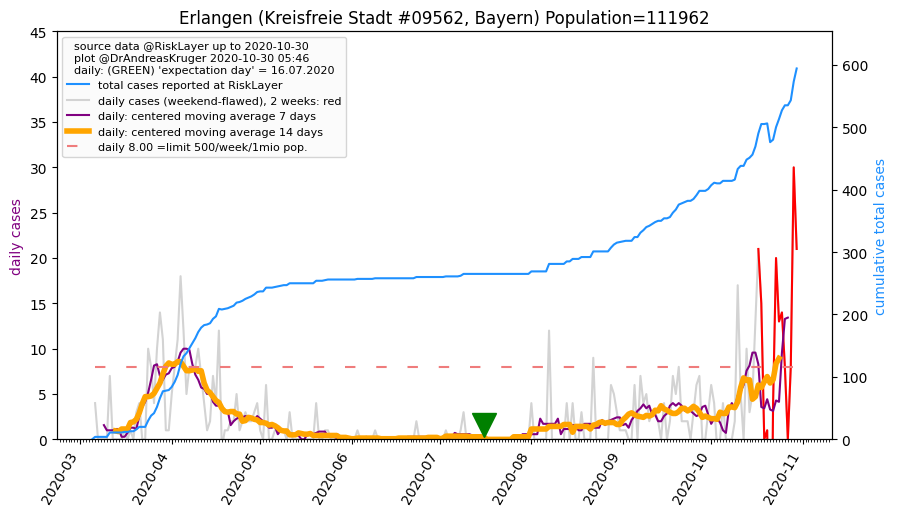 Erlangen (Kreisfreie Stadt #09562, Bayern) Population=111962
source data @RiskLayer up to 2020-10-30
plot @DrAndreasKruger 2020-10-30 05:46
daily: (GREEN) 'expectation day' = 16.07.2020
total cases reported at RiskLayer
daily cases (weekend-flawed), 2 weeks: red
daily: centered moving average 7 days
daily: centered moving average 14 days
daily 8.00 =limit 500/week/1mio pop.
daily cases
45
40
35
30
25
20
15
10
5
0
600
500
400
300
200
100
0
cumulative total cases
2020-03
2020-04
2020-05
2020-06
2020-07
2020-08
2020-09
2020-10
2020-11